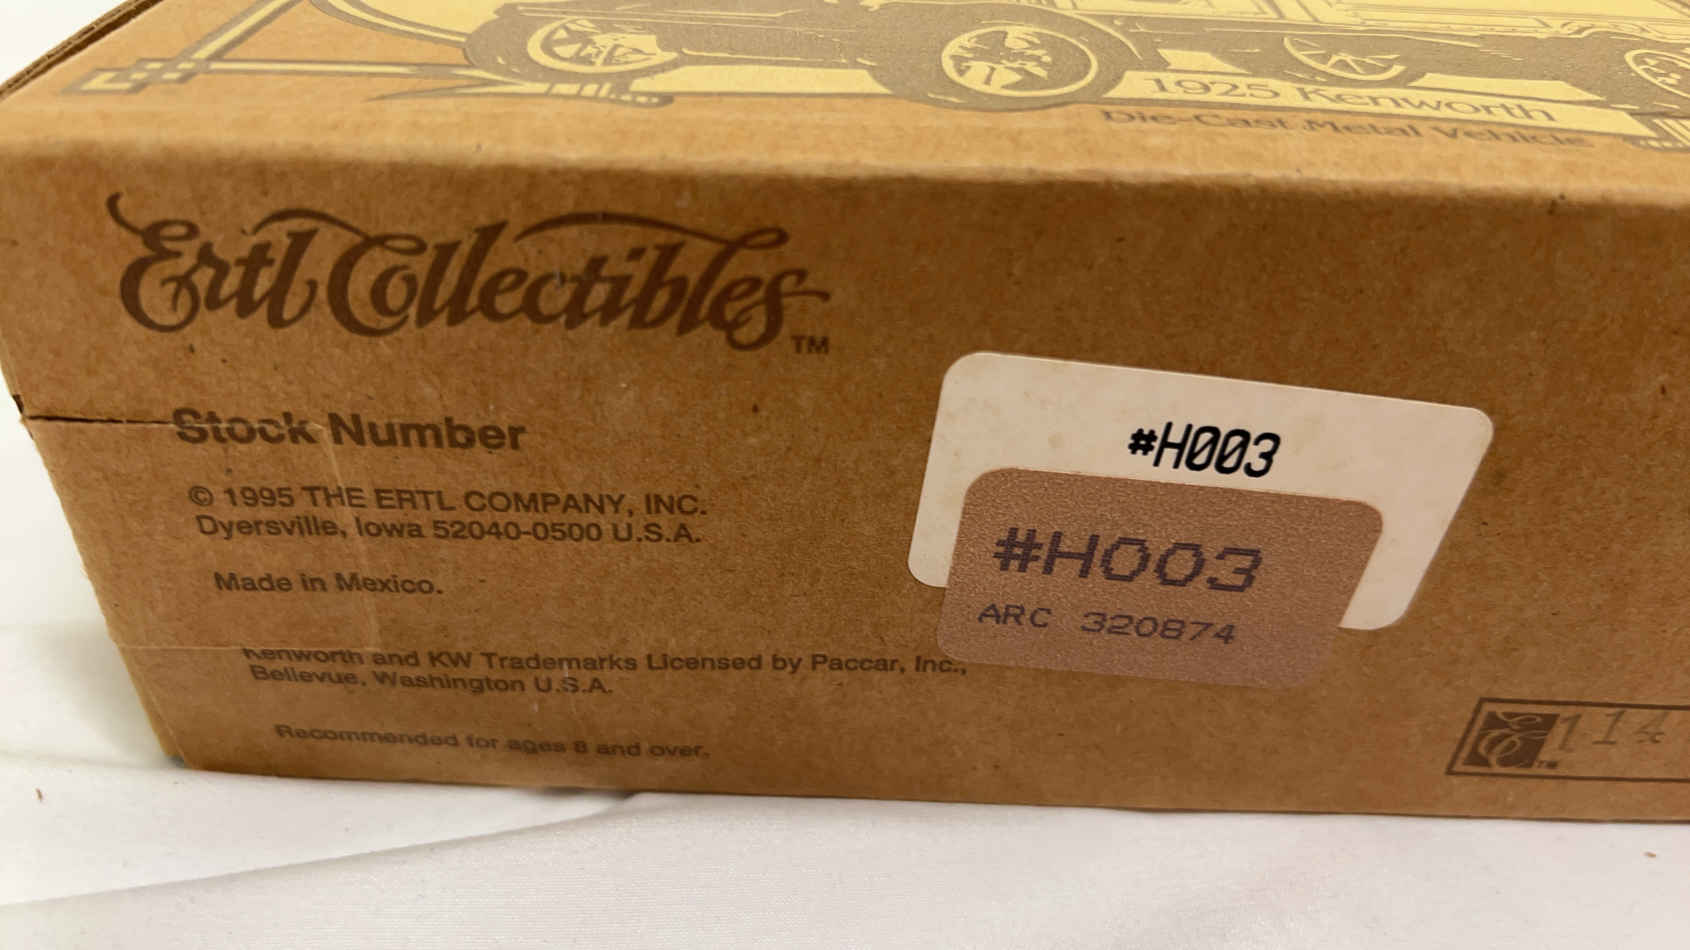 1925 Kenworth
Die-Cast Metal Vehicle
Ertl Collectibles TM
Stock Number
© 1995 THE ERTL COMPANY, INC.
Dyersville, Iowa 52040-0500 U.S.A.
Made in Mexico.
Kenworth and KW Trademarks Licensed by Paccar, Inc.,
Bellevue, Washington U.S.A.
Recommended for ages 8 and over.
#H003
#H003
ARC 320874
E TM 114